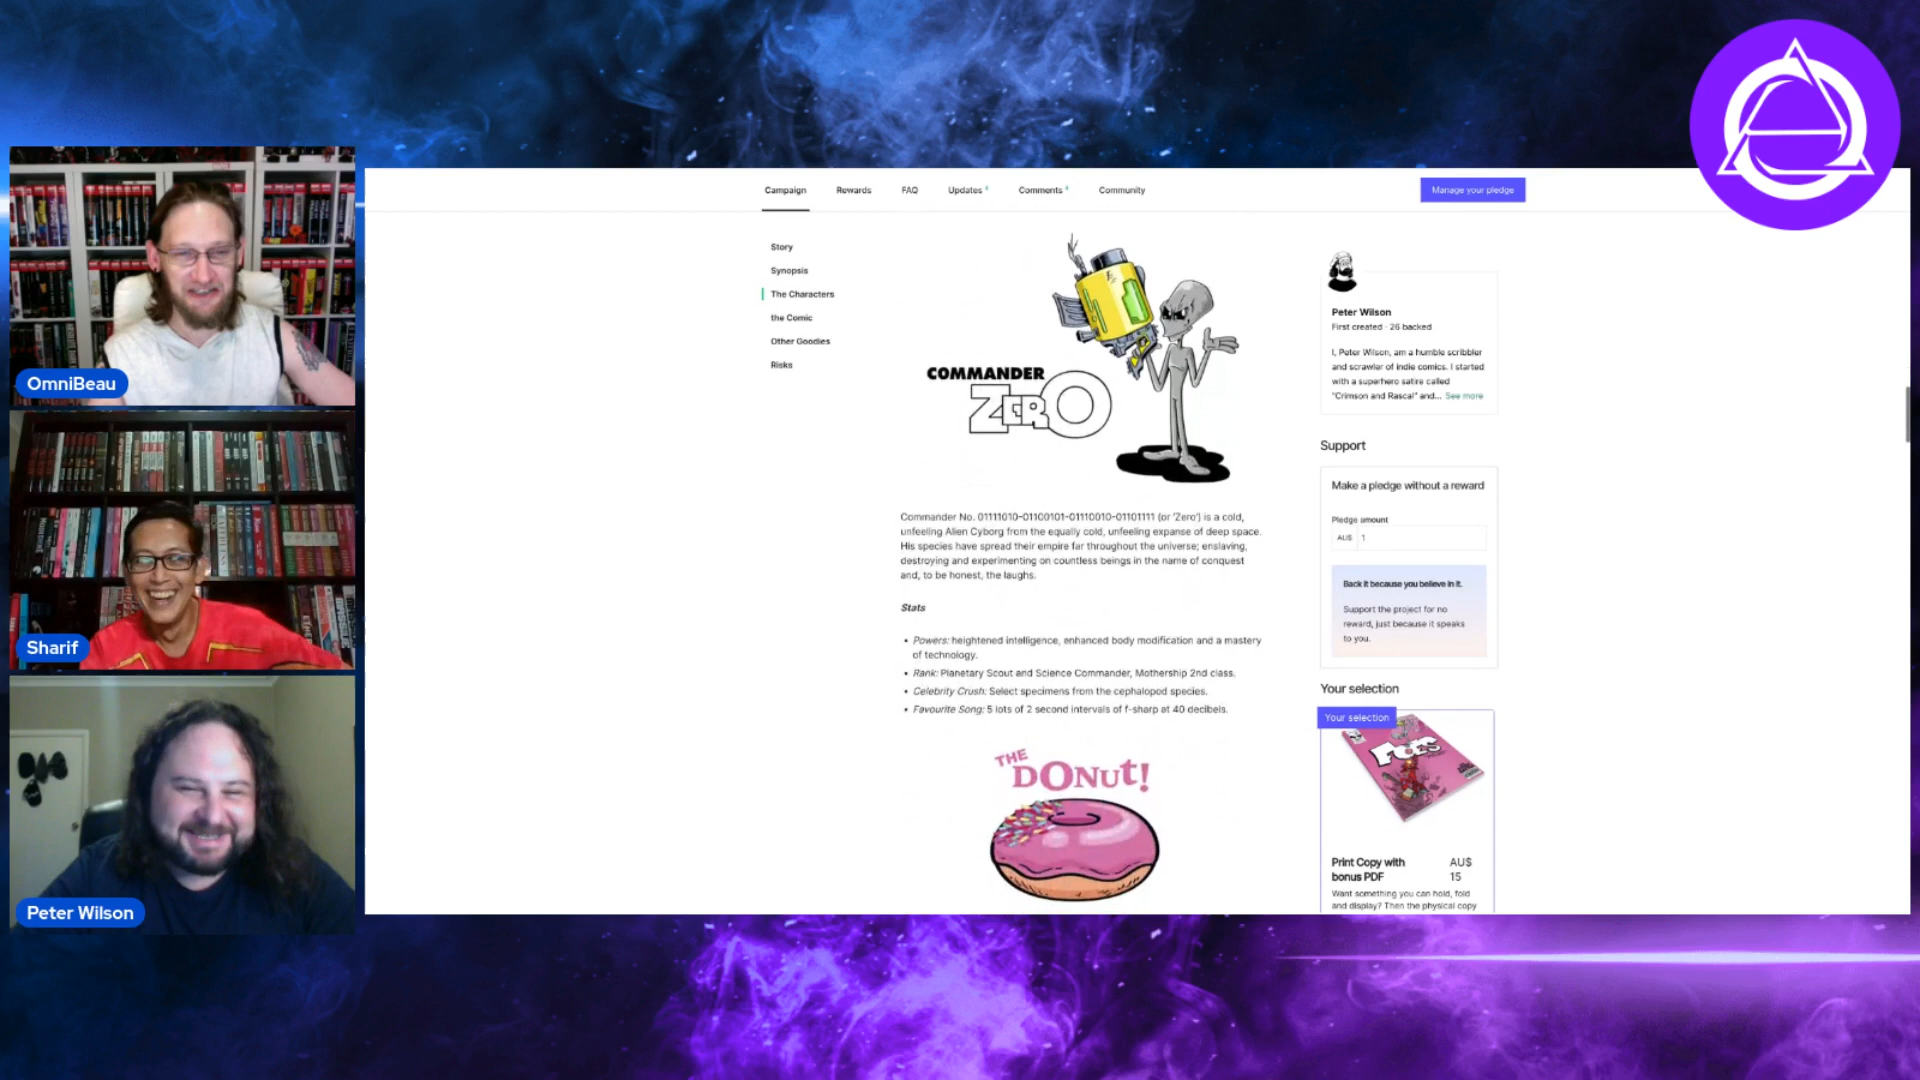 OmniBeau
Sharif
Peter Wilson
Campaign
Rewards
FAQ
Updates 4
Comments 4
Community
Manage your pledge
Story
Synopsis
The Characters
the Comic
Other Goodies
Risks
COMMANDER
ZERO
Commander No. 01111010-01100101-01110010-01101111 (or 'Zero') is a cold,
unfeeling Alien Cyborg from the equally cold, unfeeling expanse of deep space.
His species have spread their empire far throughout the universe; enslaving,
destroying and experimenting on countless beings in the name of conquest
and, to be honest, the laughs.
Stats
• Powers: heightened intelligence, enhanced body modification and a mastery
of technology.
• Rank: Planetary Scout and Science Commander, Mothership 2nd class.
• Celebrity Crush: Select specimens from the cephalopod species.
• Favourite Song: 5 lots of 2 second intervals of f-sharp at 40 decibels.
THE
DONUT!
Peter Wilson
First created · 26 backed
I, Peter Wilson, am a humble scribbler
and scrawler of indie comics. I started
with a superhero satire called
"Crimson and Rascal" and... See more
Support
Make a pledge without a reward
Pledge amount
AU$ 1
Back it because you believe in it.
Support the project for no
reward, just because it speaks
to you.
Your selection
Your selection
FOES
Print Copy with
bonus PDF
AU$
15
Want something you can hold, fold
and display? Then the physical copy